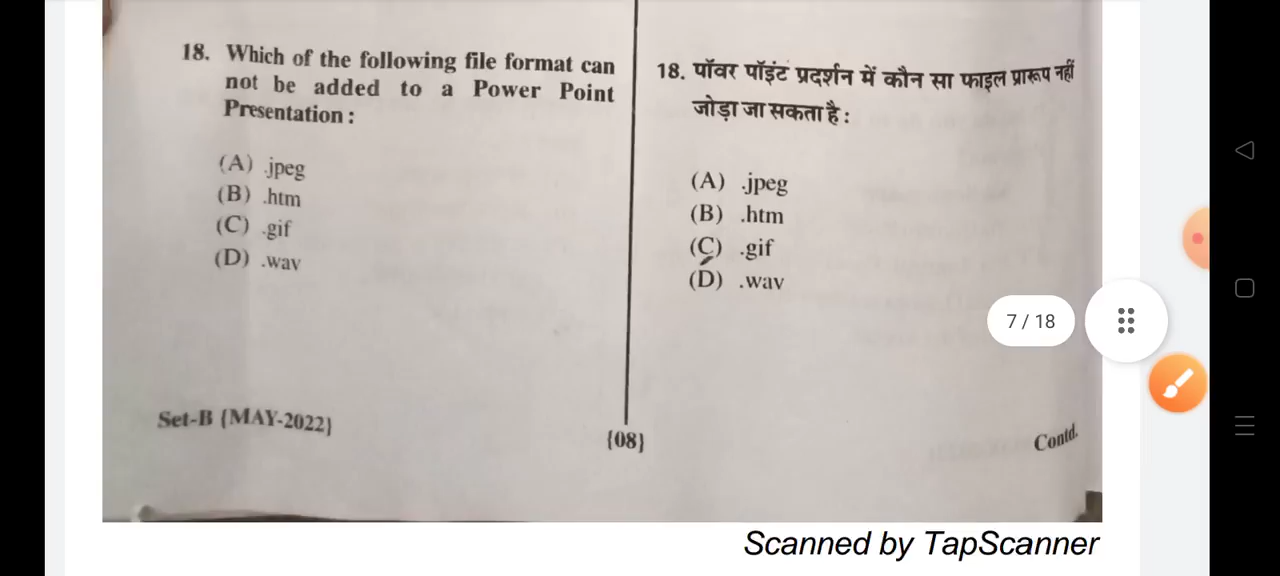 18. Which of the following file format can
not be added to a Power Point
Presentation :
(A) .jpeg
(B) .htm
(C) .gif
(D) .wav
18. पॉवर पॉइंट प्रदर्शन में कौन सा फाइल प्रारूप नहीं
जोड़ा जा सकता है :
(A) .jpeg
(B) .htm
(C) .gif
(D) .wav
7 / 18
Set-B {MAY-2022}
{08}
Contd.
Scanned by TapScanner